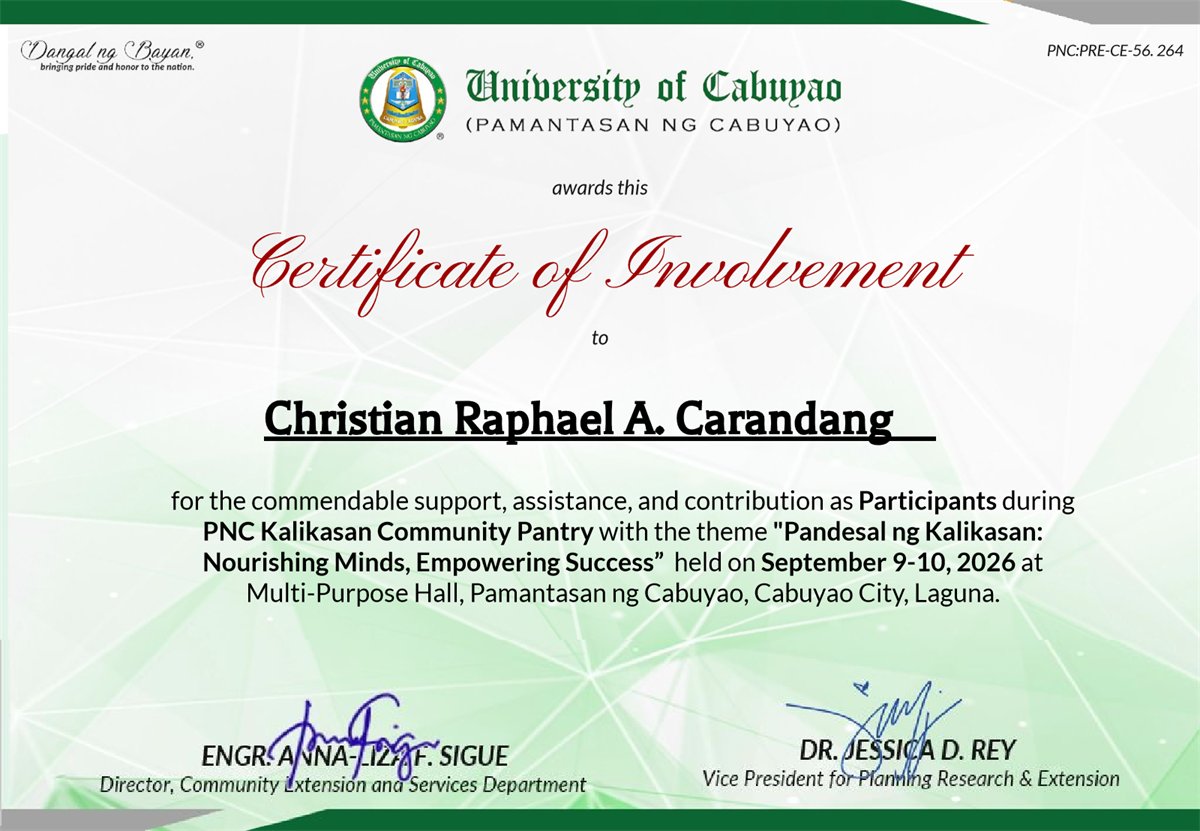 Dangal ng Bayan.®
bringing pride and honor to the nation.
PNC:PRE-CE-56. 264
University of Cabuyao
(PAMANTASAN NG CABUYAO)
awards this
Certificate of Involvement
to
Christian Raphael A. Carandang
for the commendable support, assistance, and contribution as Participants during
PNC Kalikasan Community Pantry with the theme "Pandesal ng Kalikasan:
Nourishing Minds, Empowering Success” held on September 9-10, 2026 at
Multi-Purpose Hall, Pamantasan ng Cabuyao, Cabuyao City, Laguna.
ENGR. ANNA-LIZA F. SIGUE
Director, Community Extension and Services Department
DR. JESSICA D. REY
Vice President for Planning Research & Extension